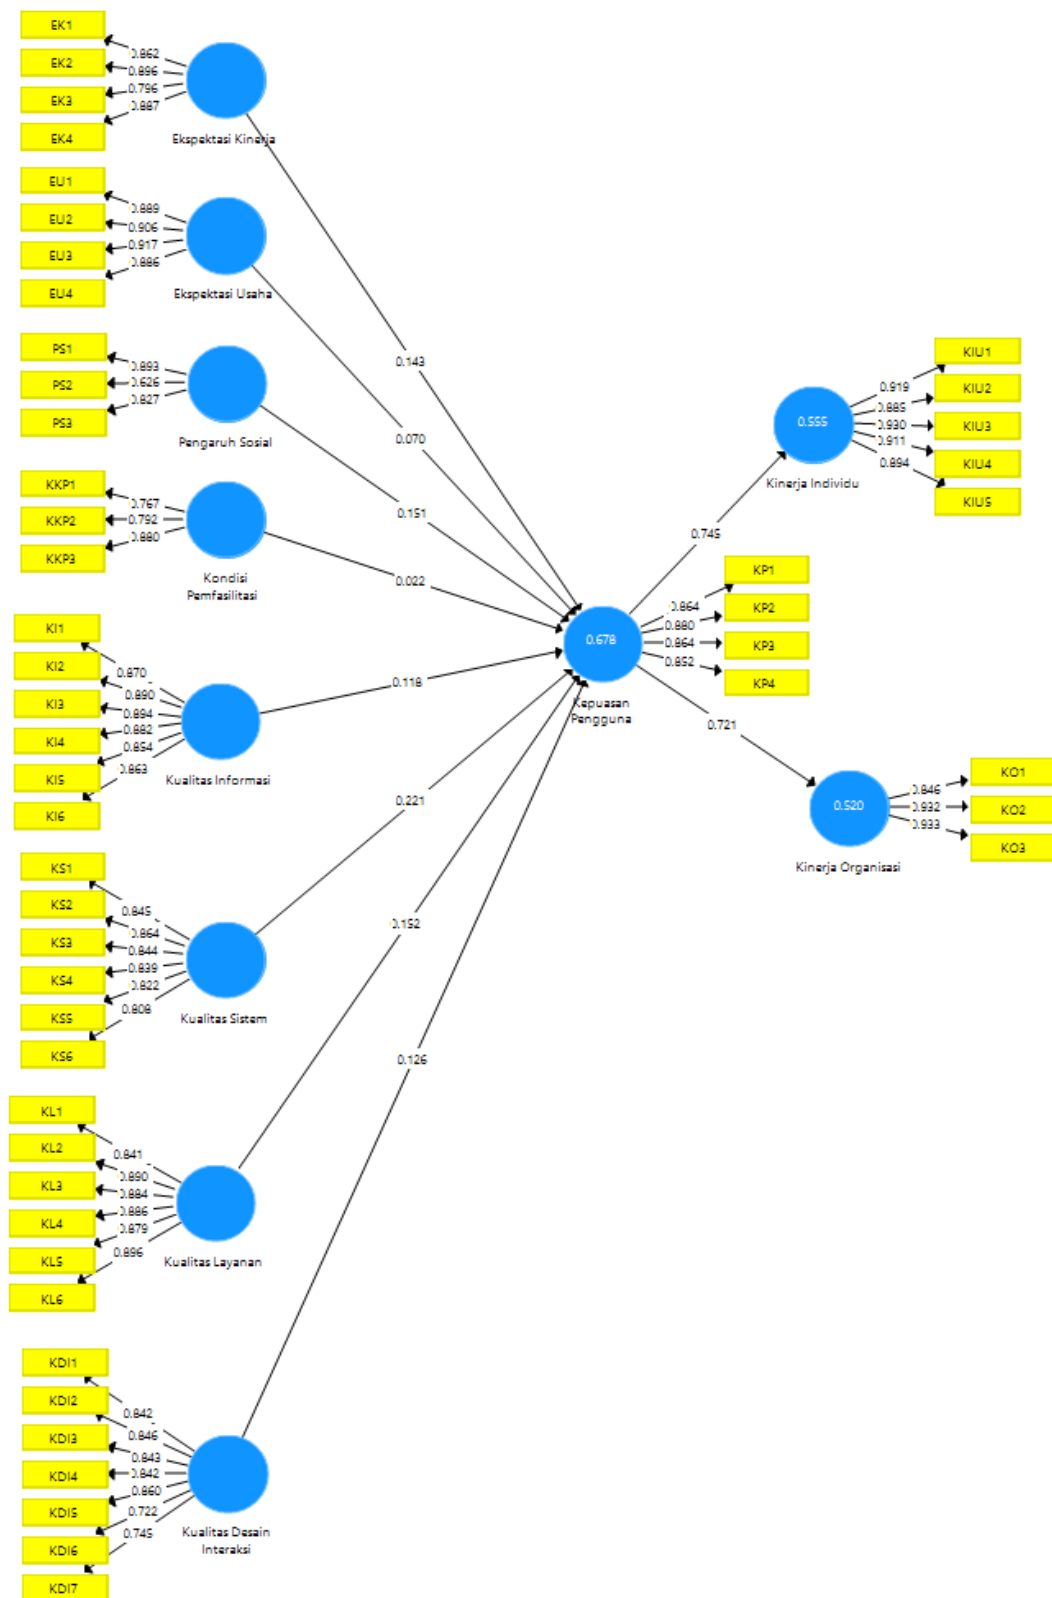 EK1
0.862
EK2
0.896
EK3
0.796
EK4
0.887
Ekspektasi Kinerja
EU1
0.889
EU2
0.906
EU3
0.917
EU4
0.886
Ekspektasi Usaha
PS1
0.893
PS2
0.626
PS3
0.827
Pengaruh Sosial
KKP1
0.767
KKP2
0.792
KKP3
0.880
Kondisi
Pemfasilitasi
KI1
0.870
KI2
0.890
KI3
0.894
KI4
0.882
KI5
0.854
KI6
0.863
Kualitas Informasi
KS1
0.845
KS2
0.864
KS3
0.844
KS4
0.839
KS5
0.822
KS6
0.808
Kualitas Sistem
KL1
0.841
KL2
0.890
KL3
0.884
KL4
0.886
KL5
0.879
KL6
0.896
Kualitas Layanan
KDI1
0.842
KDI2
0.846
KDI3
0.843
KDI4
0.842
KDI5
0.860
KDI6
0.722
KDI7
0.745
Kualitas Desain
Interaksi
0.143
0.070
0.151
0.022
0.118
0.221
0.152
0.126
0.678
Kepuasan
Pengguna
KP1
0.864
KP2
0.880
KP3
0.864
KP4
0.852
0.745
0.721
0.555
Kinerja Individu
KIU1
0.919
KIU2
0.885
KIU3
0.930
KIU4
0.911
KIU5
0.894
0.520
Kinerja Organisasi
KO1
0.846
KO2
0.932
KO3
0.933